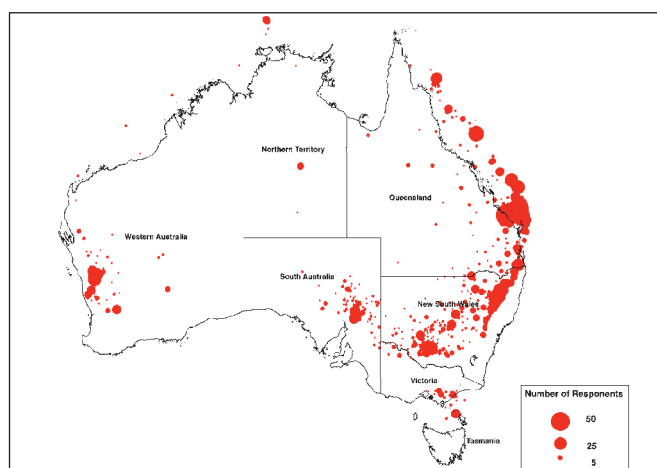 Northern Territory
Queensland
Western Australia
South Australia
New South Wales
Victoria
Tasmania
Number of Responents
50
25
5